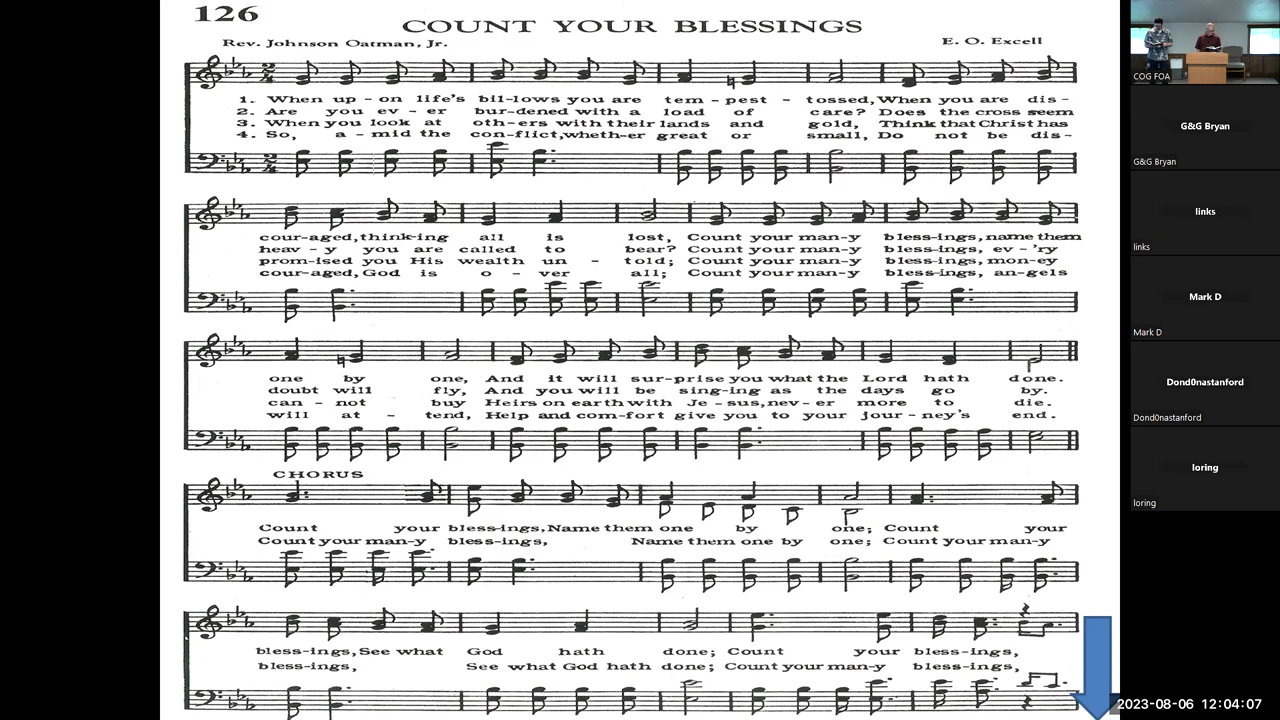 126
COUNT YOUR BLESSINGS
Rev. Johnson Oatman, Jr.
E. O. Excell
1. When up - on life's bil-lows you are tem - pest - tossed, When you are dis -
2. Are you ev - er bur-dened with a load of care? Does the cross seem
3. When you look at oth-ers with their lands and gold, Think that Christ has
4. So, a - mid the con-flict, wheth-er great or small, Do not be dis -
cour-aged, think-ing all is lost, Count your man-y bless-ings, name them
heav - y you are called to bear? Count your man-y bless-ings, ev - 'ry
prom-ised you His wealth un - told; Count your man-y bless-ings, mon-ey
cour-aged, God is o - ver all; Count your man-y bless-ings, an-gels
one by one, And it will sur-prise you what the Lord hath done.
doubt will fly, And you will be sing-ing as the days go by.
can - not buy Heirs on earth with Je - sus, nev-er more to die.
will at - tend, Help and com-fort give you to your jour-ney's end.
CHORUS
Count your bless-ings, Name them one by one; Count your
Count your man-y bless-ings, Name them one by one; Count your man-y
bless-ings, See what God hath done; Count your bless-ings,
bless-ings, See what God hath done; Count your man-y bless-ings,
COG FOA
G&G Bryan
G&G Bryan
links
links
Mark D
Mark D
Dond0nastanford
Dond0nastanford
loring
loring
2023-08-06 12:04:07